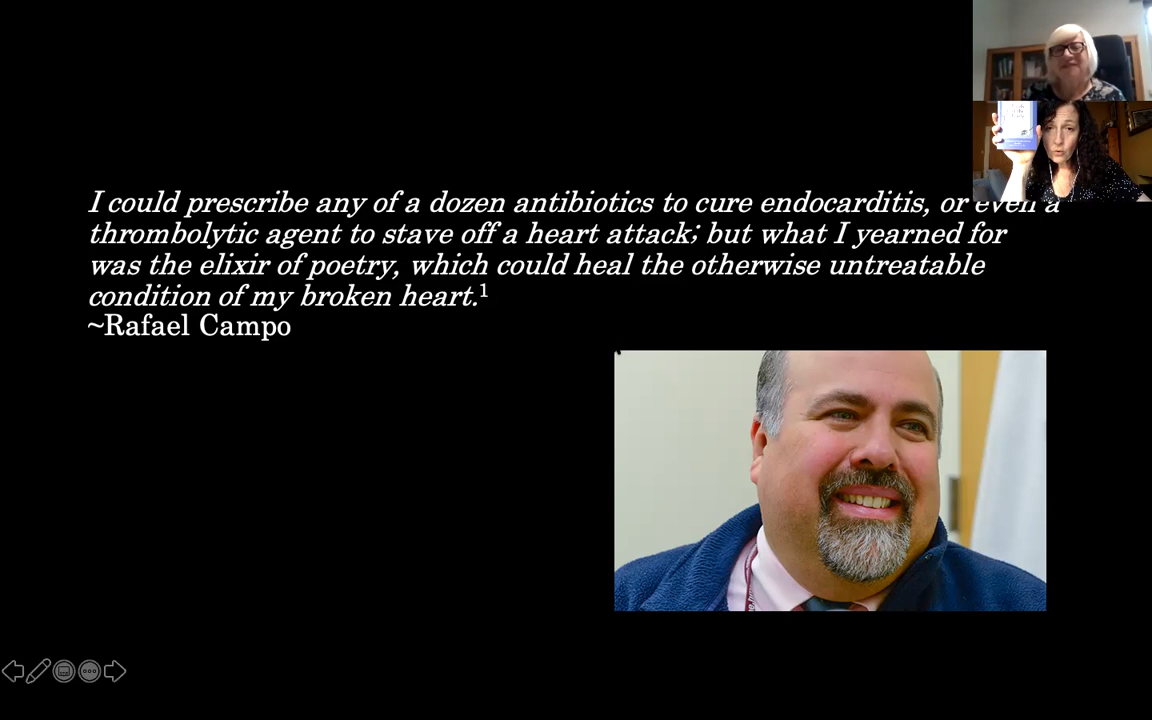 I could prescribe any of a dozen antibiotics to cure endocarditis, or even a
thrombolytic agent to stave off a heart attack; but what I yearned for
was the elixir of poetry, which could heal the otherwise untreatable
condition of my broken heart.¹
~Rafael Campo